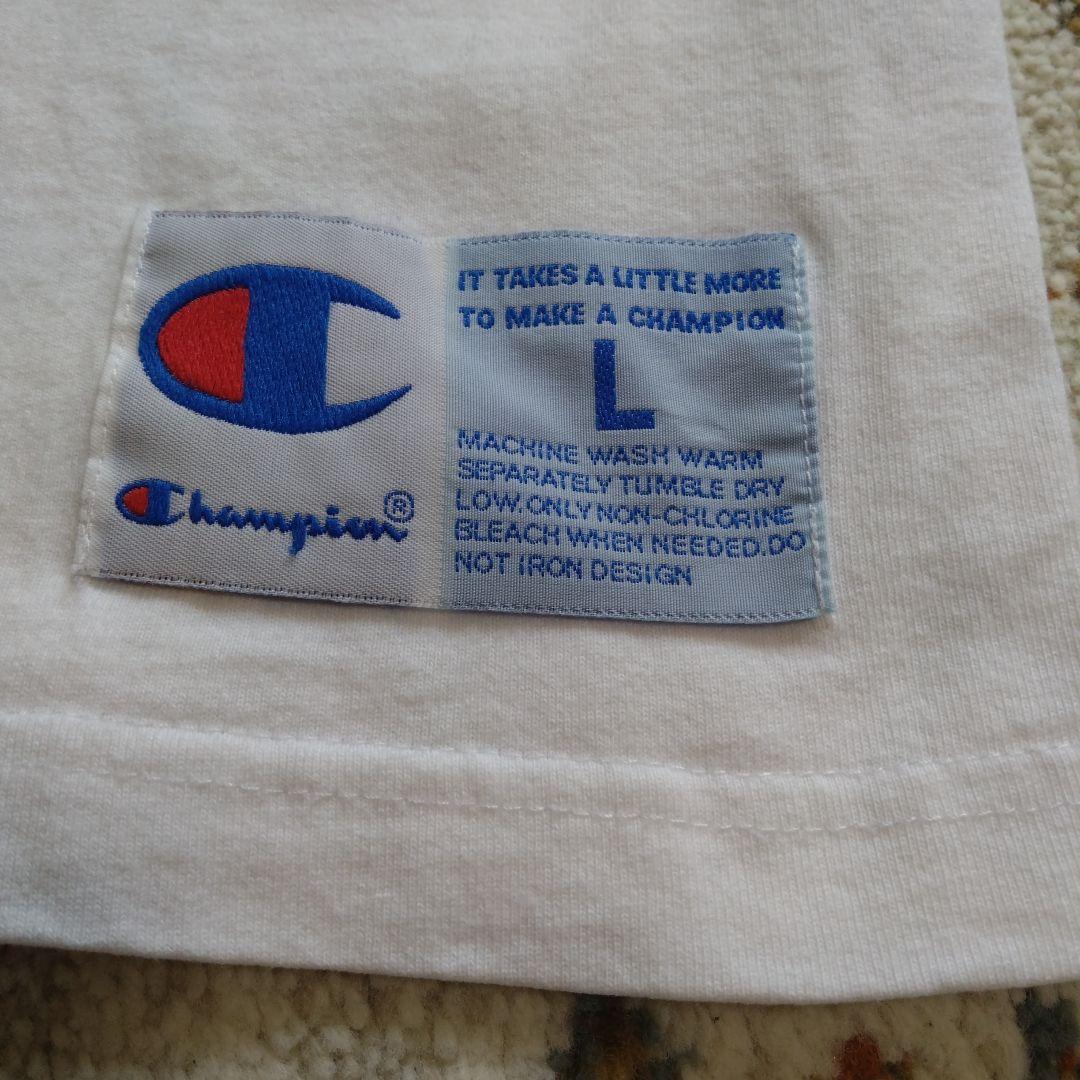 Champion®
IT TAKES A LITTLE MORE
TO MAKE A CHAMPION
L
MACHINE WASH WARM
SEPARATELY TUMBLE DRY
LOW.ONLY NON-CHLORINE
BLEACH WHEN NEEDED.DO
NOT IRON DESIGN